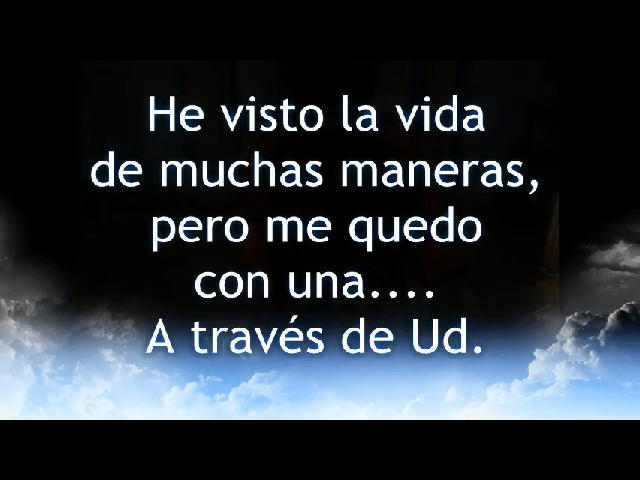 He visto la vida
de muchas maneras,
pero me quedo
con una....
A través de Ud.